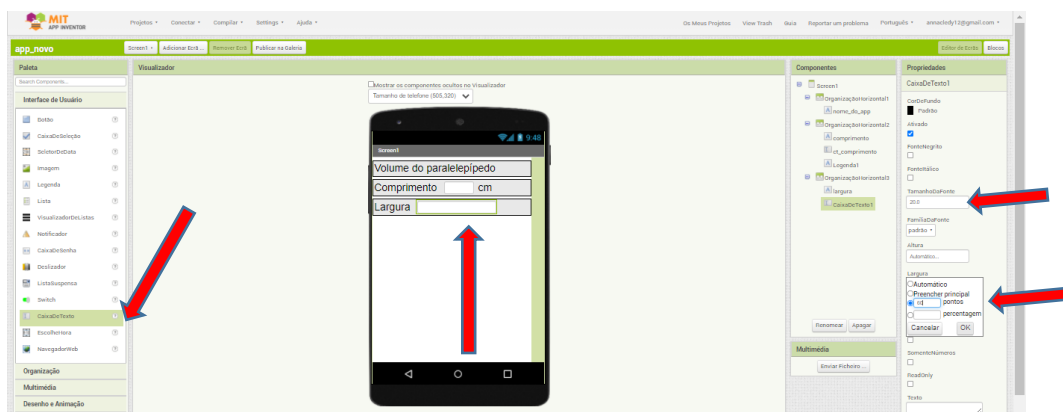 MIT
APP INVENTOR
Projetos Conectar Compilar Settings Ajuda
Os Meus Projetos View Trash Guia Reportar um problema Português annacledy12@gmail.com
app_novo
Screen1 Adicionar Ecrã ... Remover Ecrã Publicar na Galeria
Editor de Ecrãs Blocos
Paleta
Search Components...
Interface de Usuário
Botão
CaixaDeSeleção
SeletorDeData
Imagem
Legenda
Lista
VisualizadorDeListas
Notificador
CaixaDeSenha
Deslizador
ListaSuspensa
Switch
CaixaDeTexto
EscolheHora
NavegadorWeb
Organização
Multimédia
Desenho e Animação
Visualizador
Mostrar os componentes ocultos no Visualizador
Tamanho de telefone (505,320)
9:48
Screen1
Volume do paralelepípedo
Comprimento cm
Largura
Componentes
Screen1
OrganizaçãoHorizontal1
nome_do_app
OrganizaçãoHorizontal2
comprimento
ct_comprimento
Legenda1
OrganizaçãoHorizontal3
largura
CaixaDeTexto1
Renomear Apagar
Multimédia
Enviar Ficheiro ...
Propriedades
CaixaDeTexto1
CorDeFundo
Padrão
Ativado
FonteNegrito
FonteItálico
TamanhoDaFonte
20.0
FamíliaDaFonte
padrão
Altura
Automático...
Largura
Automático
Preencher principal
pontos
percentagem
Cancelar OK
SomenteNúmeros
ReadOnly
Texto